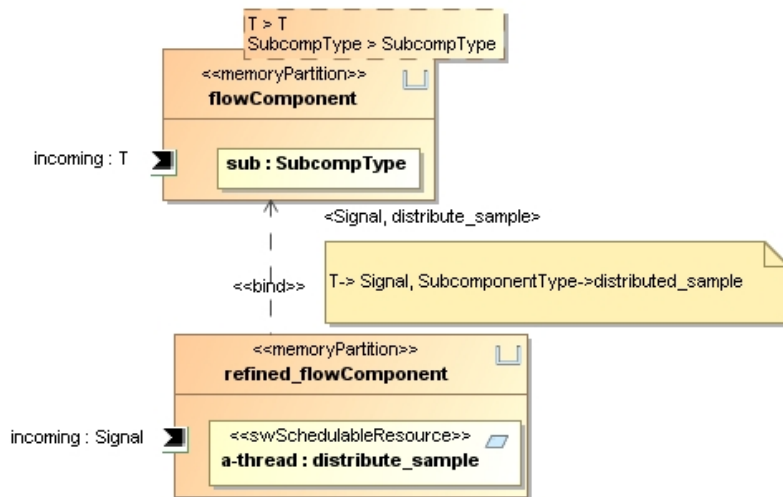 T > T
SubcompType > SubcompType
<<memoryPartition>>
flowComponent
incoming : T
sub : SubcompType
<Signal, distribute_sample>
<<bind>>
T-> Signal, SubcomponentType->distributed_sample
<<memoryPartition>>
refined_flowComponent
incoming : Signal
<<swSchedulableResource>>
a-thread : distribute_sample